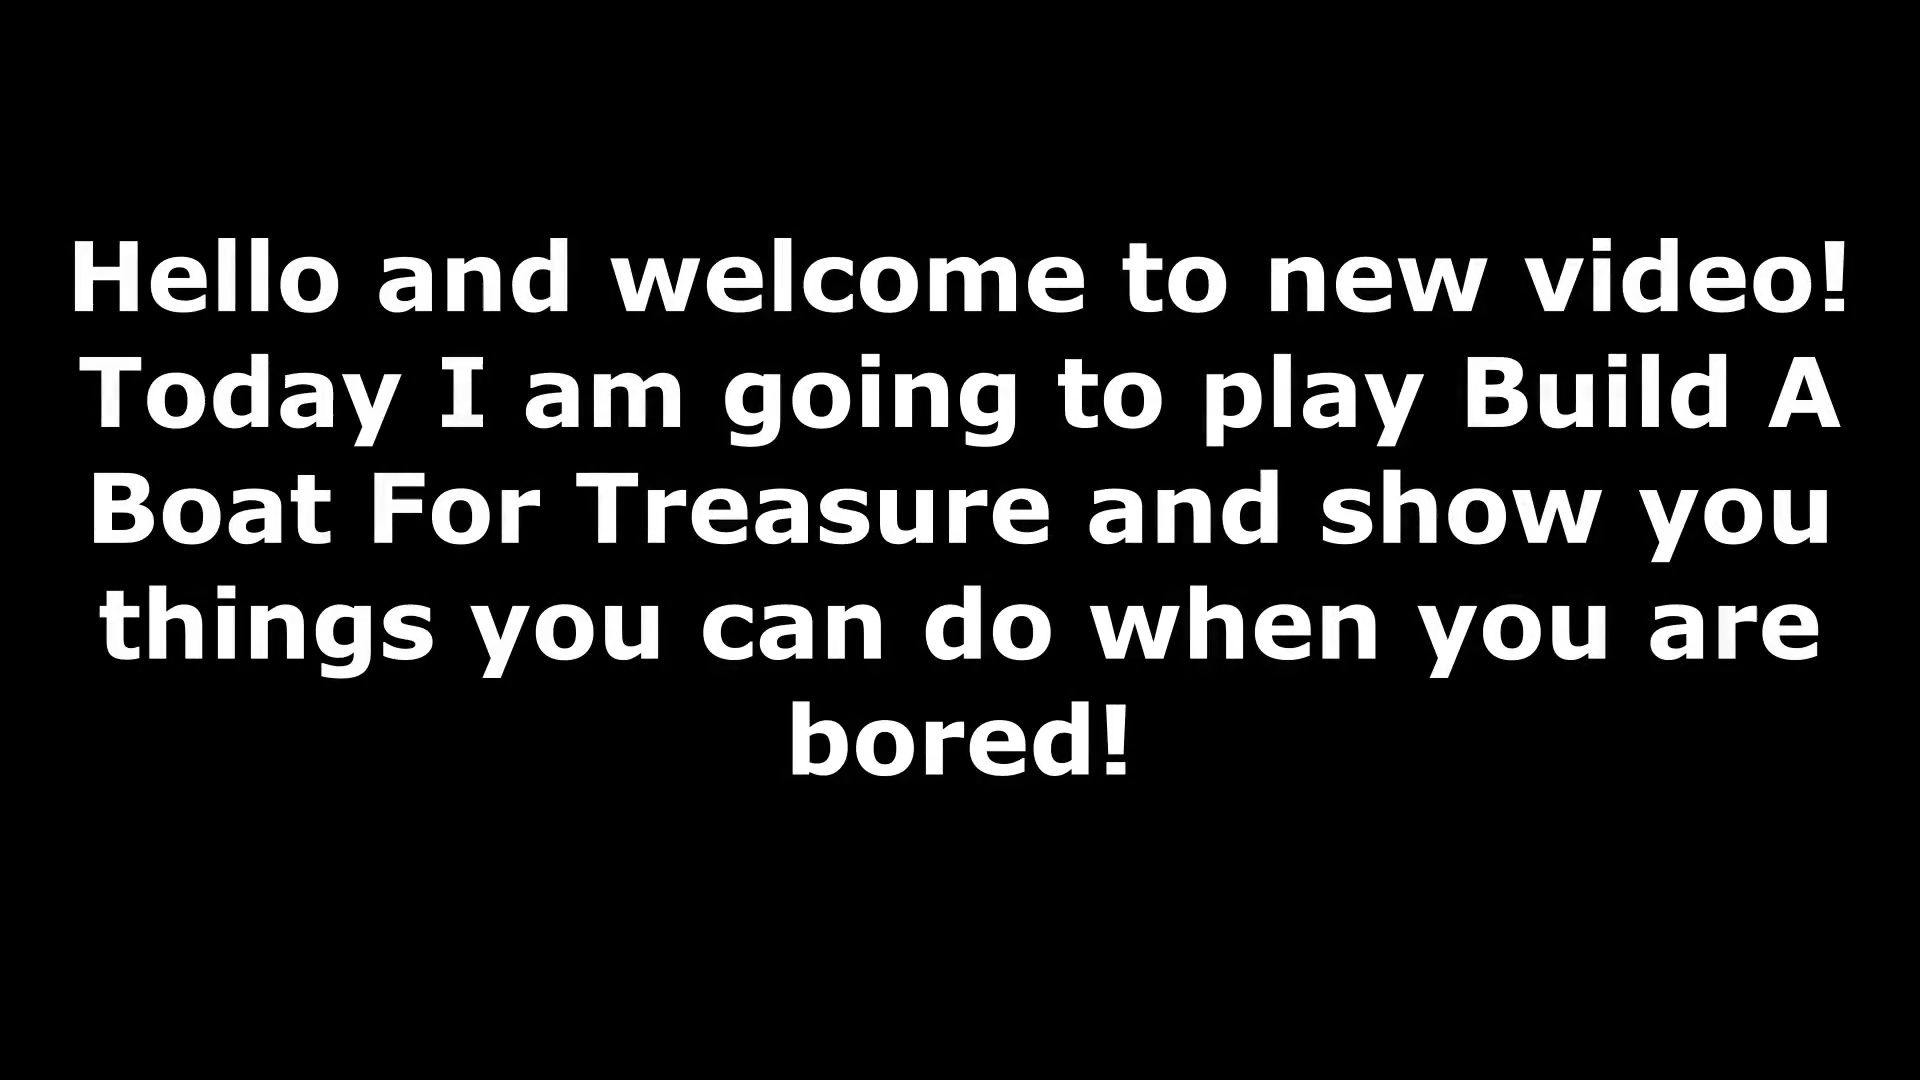 Hello and welcome to new video!
Today I am going to play Build A
Boat For Treasure and show you
things you can do when you are
bored!